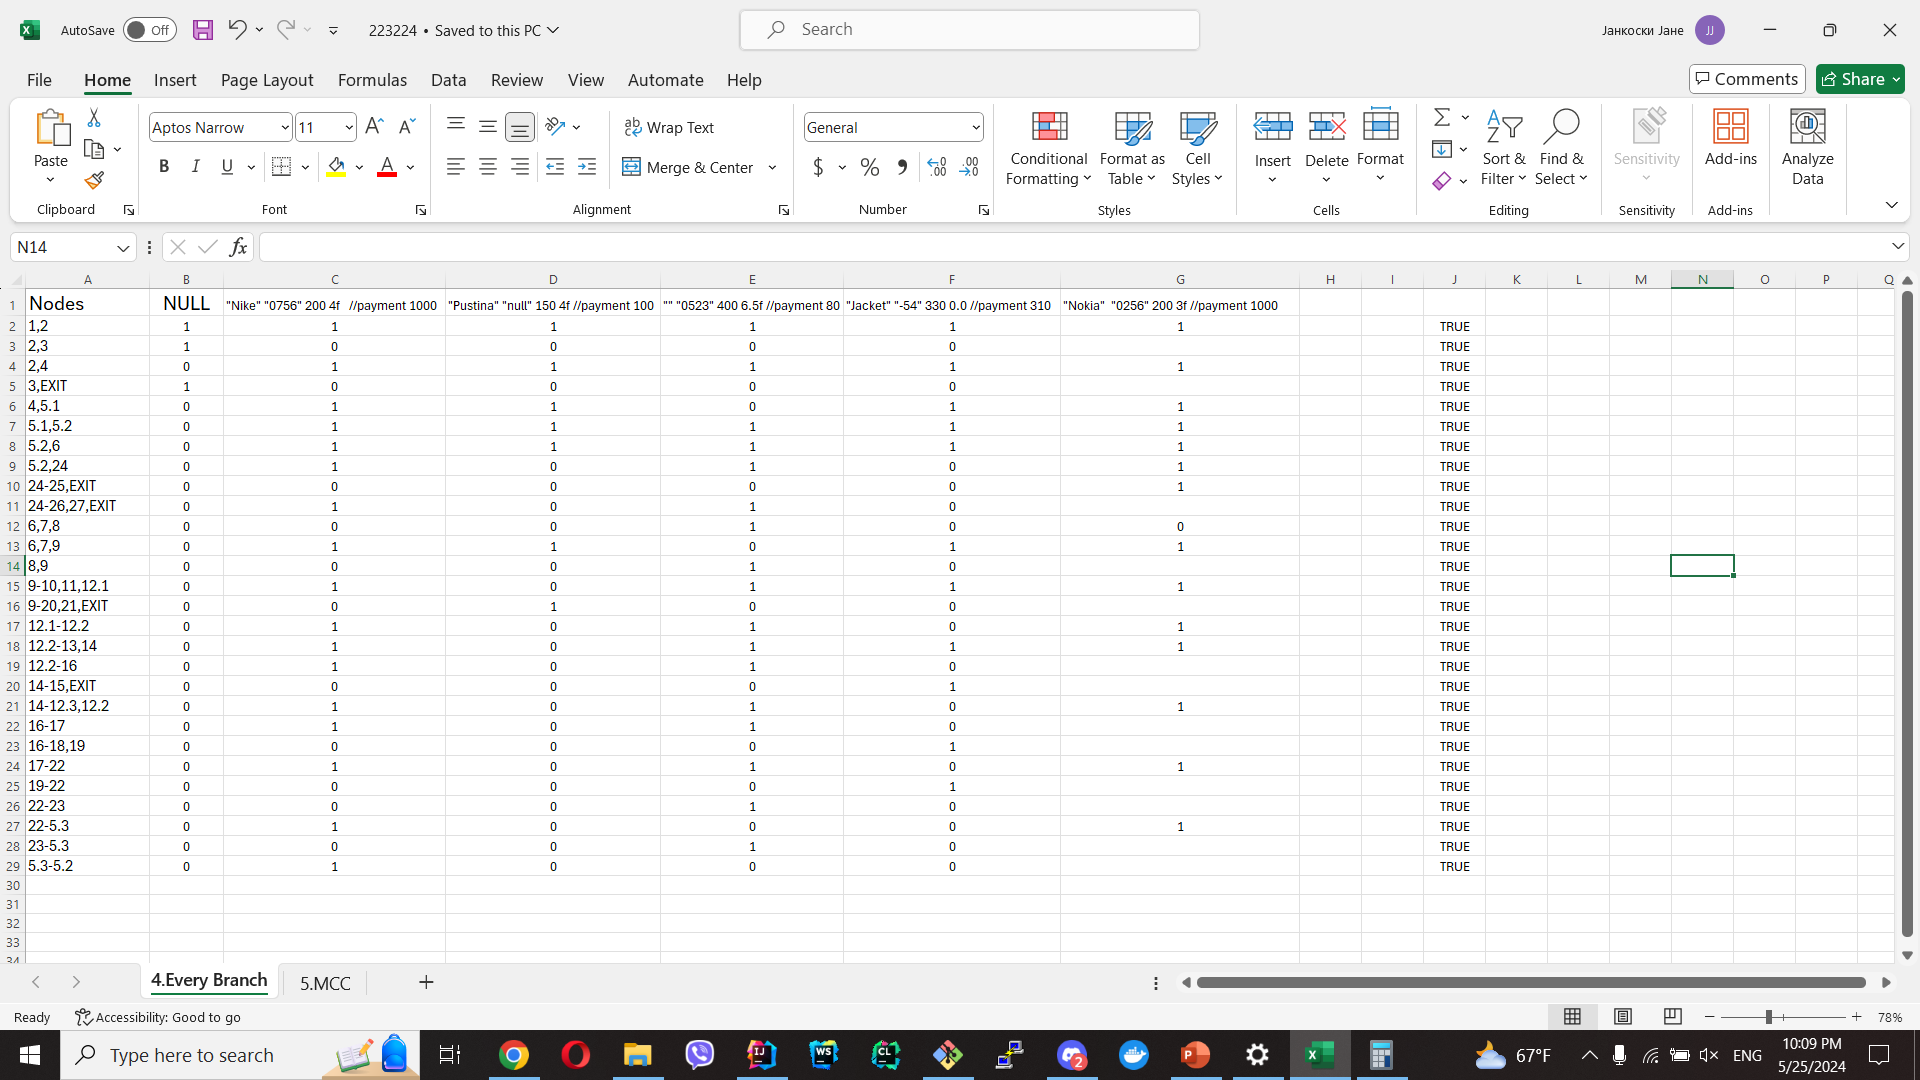 AutoSave Off 223224 • Saved to this PC Search Јанкоски Јане ЈЈ
File Home Insert Page Layout Formulas Data Review View Automate Help Comments Share
Paste Aptos Narrow 11 Wrap Text General Conditional Formatting Format as Table Cell Styles Insert Delete Format Sort & Filter Find & Select Sensitivity Add-ins Analyze Data
B I U A Merge & Center $ %
Clipboard Font Alignment Number Styles Cells Editing Sensitivity Add-ins
N14 fx
A B C D E F G H I J K L M N O P Q
1 Nodes NULL "Nike" "0756" 200 4f //payment 1000 "Pustina" "null" 150 4f //payment 100 "" "0523" 400 6.5f //payment 80 "Jacket" "-54" 330 0.0 //payment 310 "Nokia" "0256" 200 3f //payment 1000
2 1,2 1 1 1 1 1 1 TRUE
3 2,3 1 0 0 0 0 TRUE
4 2,4 0 1 1 1 1 1 TRUE
5 3,EXIT 1 0 0 0 0 TRUE
6 4,5.1 0 1 1 0 1 1 TRUE
7 5.1,5.2 0 1 1 1 1 1 TRUE
8 5.2,6 0 1 1 1 1 1 TRUE
9 5.2,24 0 1 0 1 0 1 TRUE
10 24-25,EXIT 0 0 0 0 0 1 TRUE
11 24-26,27,EXIT 0 1 0 1 0 TRUE
12 6,7,8 0 0 0 1 0 0 TRUE
13 6,7,9 0 1 1 0 1 1 TRUE
14 8,9 0 0 0 1 0 TRUE
15 9-10,11,12.1 0 1 0 1 1 1 TRUE
16 9-20,21,EXIT 0 0 1 0 0 TRUE
17 12.1-12.2 0 1 0 1 0 1 TRUE
18 12.2-13,14 0 1 0 1 1 1 TRUE
19 12.2-16 0 1 0 1 0 TRUE
20 14-15,EXIT 0 0 0 0 1 TRUE
21 14-12.3,12.2 0 1 0 1 0 1 TRUE
22 16-17 0 1 0 1 0 TRUE
23 16-18,19 0 0 0 0 1 TRUE
24 17-22 0 1 0 1 0 1 TRUE
25 19-22 0 0 0 0 1 TRUE
26 22-23 0 0 0 1 0 TRUE
27 22-5.3 0 1 0 0 0 1 TRUE
28 23-5.3 0 0 0 1 0 TRUE
29 5.3-5.2 0 1 0 0 0 TRUE
30
31
32
33
34
4.Every Branch 5.MCC
Ready Accessibility: Good to go 78%
Type here to search 67°F ENG 10:09 PM
5/25/2024